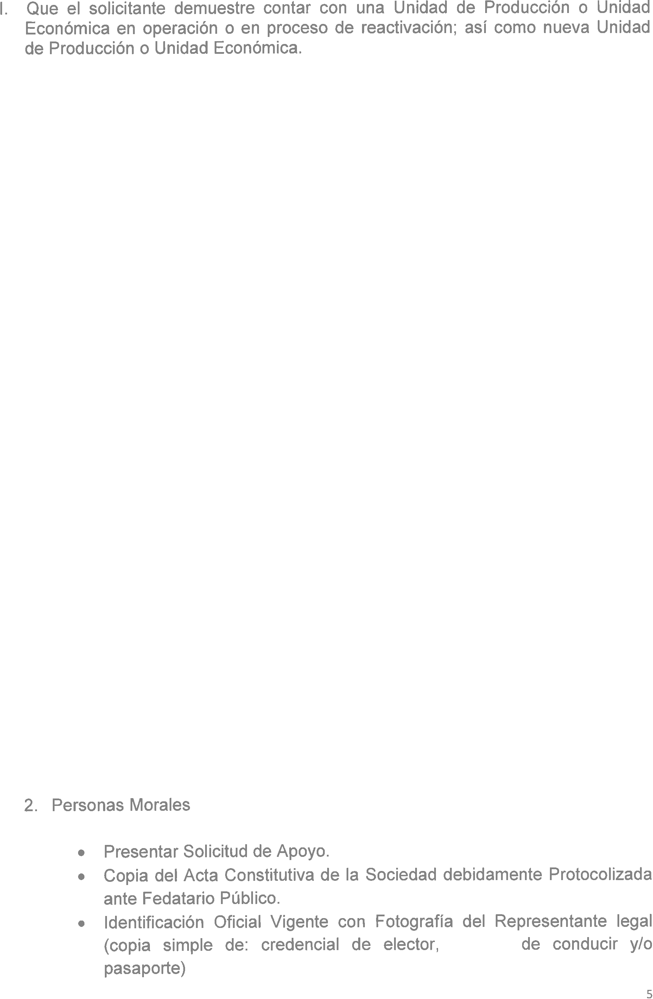 I. Que el solicitante demuestre contar con una Unidad de Producción o Unidad
Económica en operación o en proceso de reactivación; así como nueva Unidad
de Producción o Unidad Económica.
2. Personas Morales
• Presentar Solicitud de Apoyo.
• Copia del Acta Constitutiva de la Sociedad debidamente Protocolizada
ante Fedatario Público.
• Identificación Oficial Vigente con Fotografía del Representante legal
(copia simple de: credencial de elector, de conducir y/o
pasaporte)
5